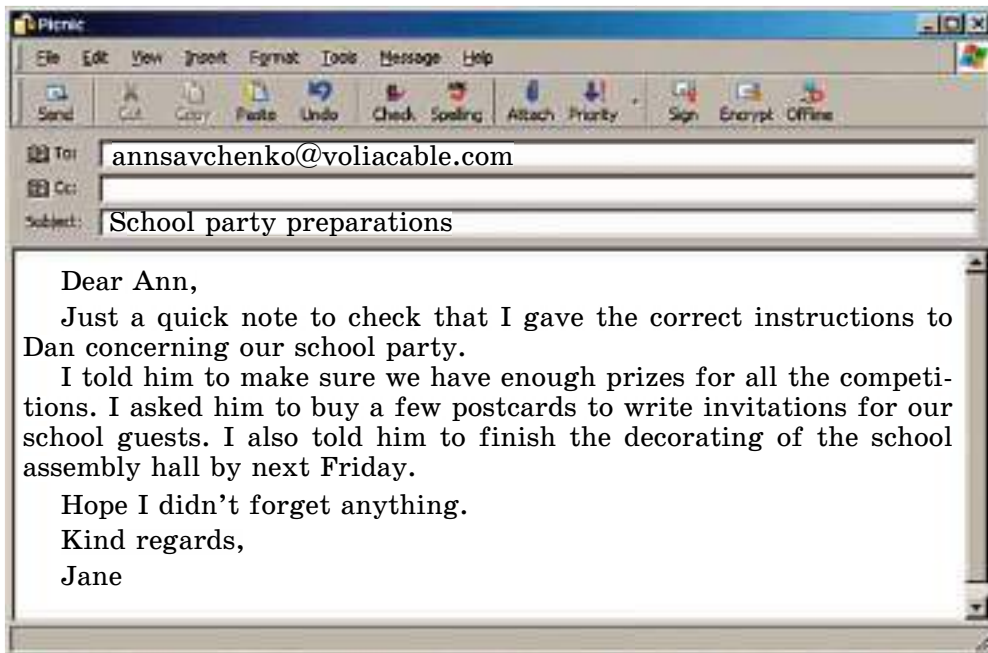 Picnic
File Edit View Insert Format Tools Message Help
Send Cut Copy Paste Undo Check Spelling Attach Priority Sign Encrypt Offline
To: annsavchenko@voliacable.com
Cc:
Subject: School party preparations
Dear Ann,
Just a quick note to check that I gave the correct instructions to
Dan concerning our school party.
I told him to make sure we have enough prizes for all the competi-
tions. I asked him to buy a few postcards to write invitations for our
school guests. I also told him to finish the decorating of the school
assembly hall by next Friday.
Hope I didn't forget anything.
Kind regards,
Jane